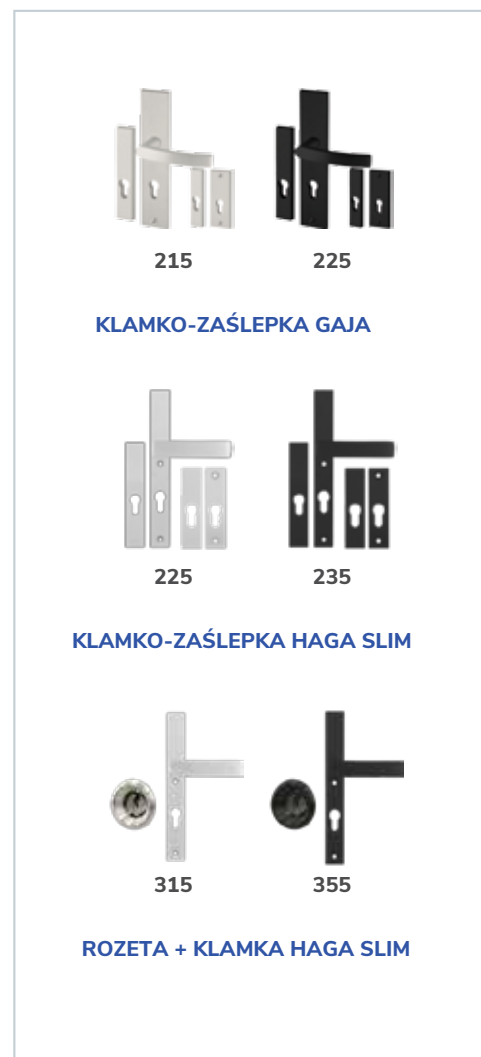 215 225
KLAMKO-ZAŚLEPKA GAJA
225 235
KLAMKO-ZAŚLEPKA HAGA SLIM
315 355
ROZETA + KLAMKA HAGA SLIM